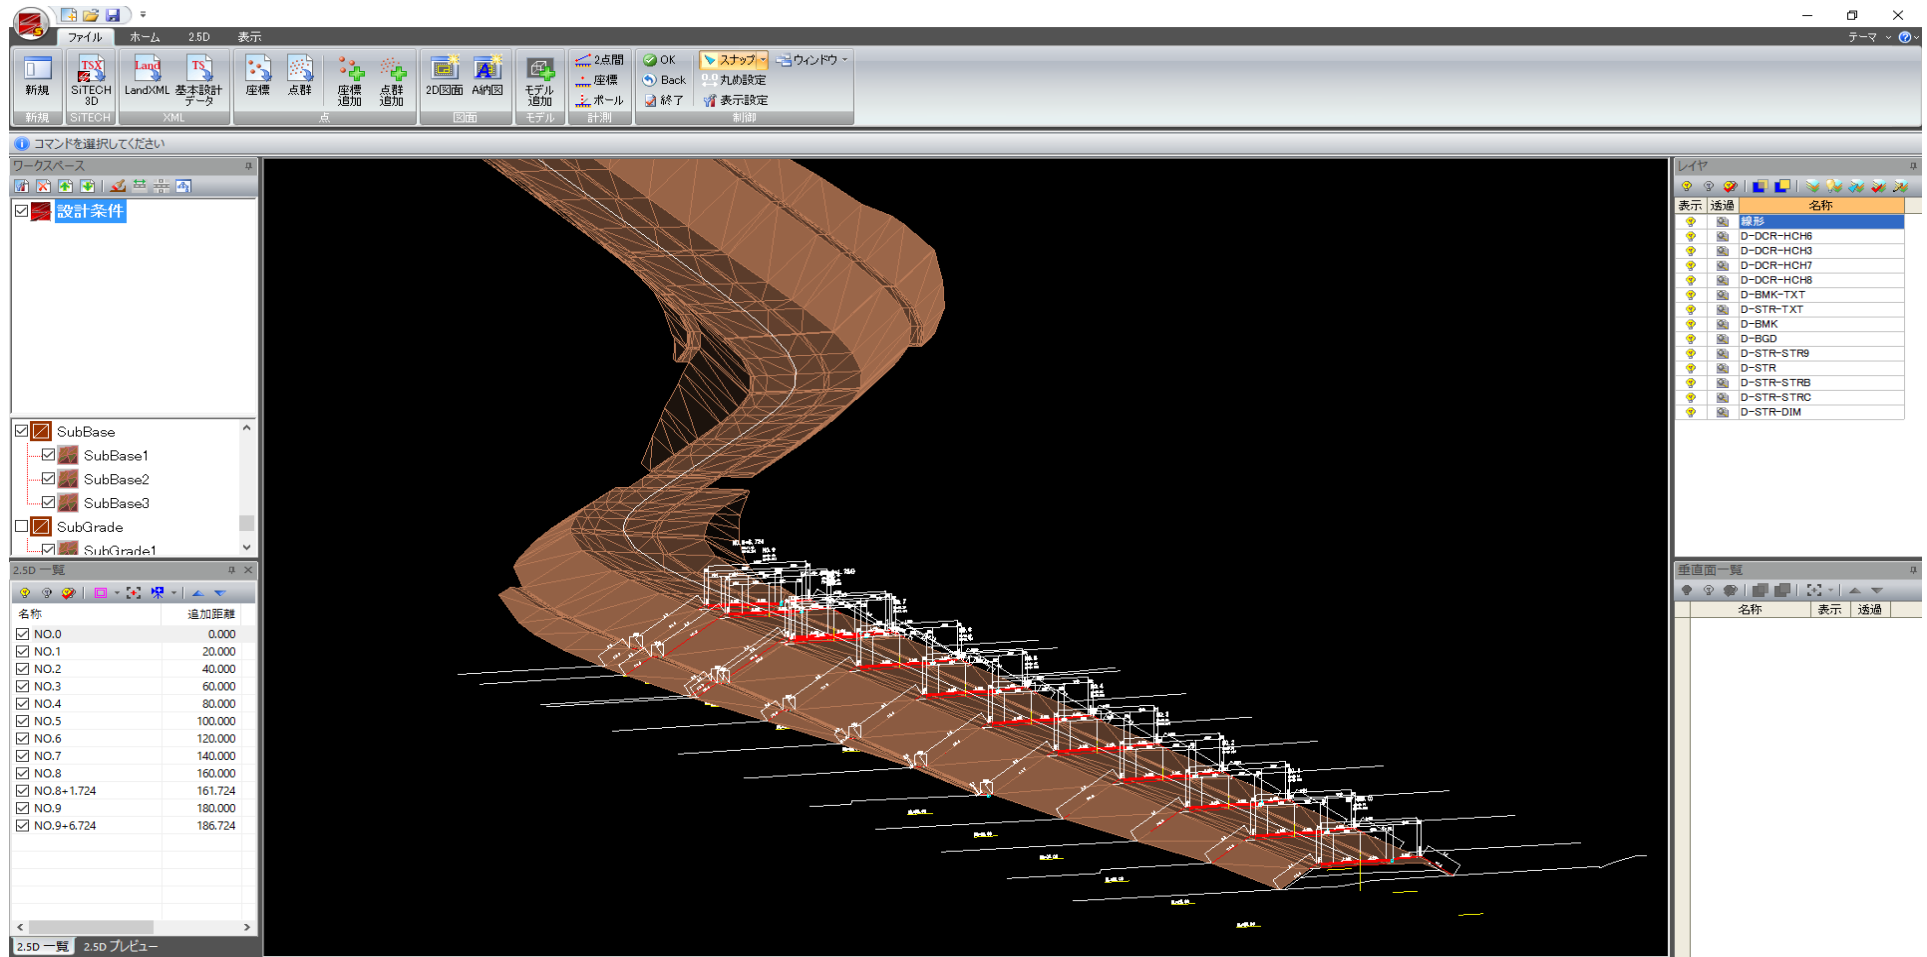 ファイル ホーム 2.5D 表示
テーマ
TSX Land TS
新規 SiTECH 3D LandXML 基本設計データ 座標 点群 座標追加 点群追加 2D図面 A納図 モデル追加
2点間 OK スナップ ウィンドウ
座標 Back 丸め設定
ポール 終了 表示設定
新規 SiTECH XML 点 図面 モデル 計測 制御
コマンドを選択してください
ワークスペース
設計条件
SubBase
SubBase1
SubBase2
SubBase3
SubGrade
SubGrade1
2.5D 一覧
名称 追加距離
NO.0 0.000
NO.1 20.000
NO.2 40.000
NO.3 60.000
NO.4 80.000
NO.5 100.000
NO.6 120.000
NO.7 140.000
NO.8 160.000
NO.8+1.724 161.724
NO.9 180.000
NO.9+6.724 186.724
2.5D 一覧 2.5D プレビュー
レイヤ
表示 透過 名称
線形
D-DCR-HCH6
D-DCR-HCH3
D-DCR-HCH7
D-DCR-HCH8
D-BMK-TXT
D-STR-TXT
D-BMK
D-BGD
D-STR-STR9
D-STR
D-STR-STRB
D-STR-STRC
D-STR-DIM
垂直面一覧
名称 表示 透過